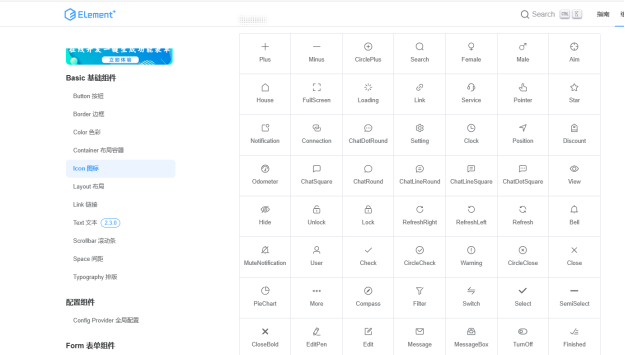 Element+
Search
指南
立即体验
Basic 基础组件
Button 按钮
Border 边框
Color 色彩
Container 布局容器
Icon 图标
Layout 布局
Link 链接
Text 文本 2.3.0
Scrollbar 滚动条
Space 间距
Typography 排版
配置组件
Config Provider 全局配置
Form 表单组件
Plus Minus CirclePlus Search Female Male Aim
House FullScreen Loading Link Service Pointer Star
Notification Connection ChatDotRound Setting Clock Position Discount
Odometer ChatSquare ChatRound ChatLineRound ChatLineSquare ChatDotSquare View
Hide Unlock Lock RefreshRight RefreshLeft Refresh Bell
MuteNotification User Check CircleCheck Warning CircleClose Close
PieChart More Compass Filter Switch Select SemiSelect
CloseBold EditPen Edit Message MessageBox TurnOff Finished